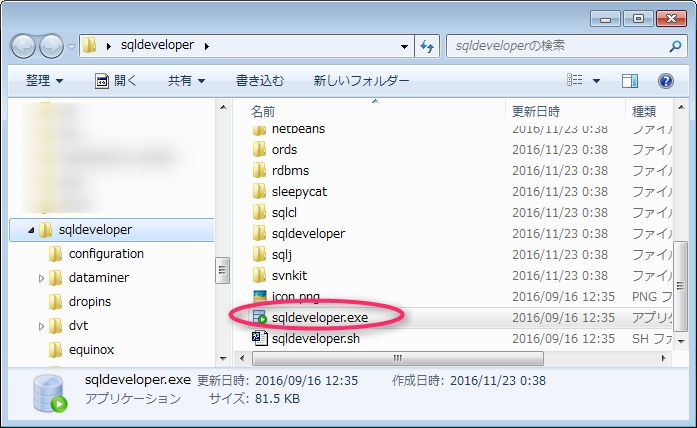 sqldeveloper
sqldeveloperの検索
整理 開く 共有 書き込む 新しいフォルダー
名前 更新日時 種類
netbeans 2016/11/23 0:38 ファイル
ords 2016/11/23 0:38 ファイル
rdbms 2016/11/23 0:38 ファイル
sleepycat 2016/11/23 0:38 ファイル
sqlcl 2016/11/23 0:38 ファイル
sqldeveloper 2016/11/23 0:38 ファイル
sqlj 2016/11/23 0:38 ファイル
svnkit 2016/11/23 0:38 ファイル
icon.png 2016/09/16 12:35 PNG フ
sqldeveloper.exe 2016/09/16 12:35 アプリク
sqldeveloper.sh 2016/09/16 12:35 SH ファ
sqldeveloper
configuration
dataminer
dropins
dvt
equinox
sqldeveloper.exe 更新日時: 2016/09/16 12:35 作成日時: 2016/11/23 0:38
アプリケーション サイズ: 81.5 KB